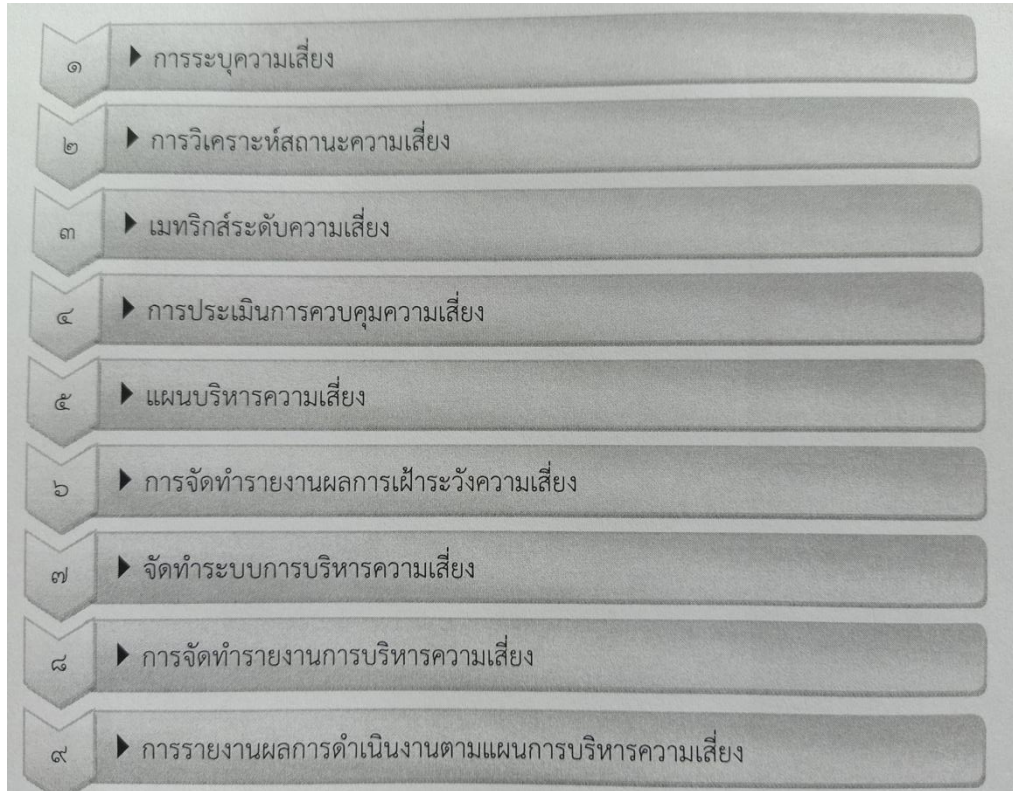 ๑ การระบุความเสี่ยง
๒ การวิเคราะห์สถานะความเสี่ยง
๓ เมทริกส์ระดับความเสี่ยง
๔ การประเมินการควบคุมความเสี่ยง
๕ แผนบริหารความเสี่ยง
๖ การจัดทำรายงานผลการเฝ้าระวังความเสี่ยง
๗ จัดทำระบบการบริหารความเสี่ยง
๘ การจัดทำรายงานการบริหารความเสี่ยง
๙ การรายงานผลการดำเนินงานตามแผนการบริหารความเสี่ยง